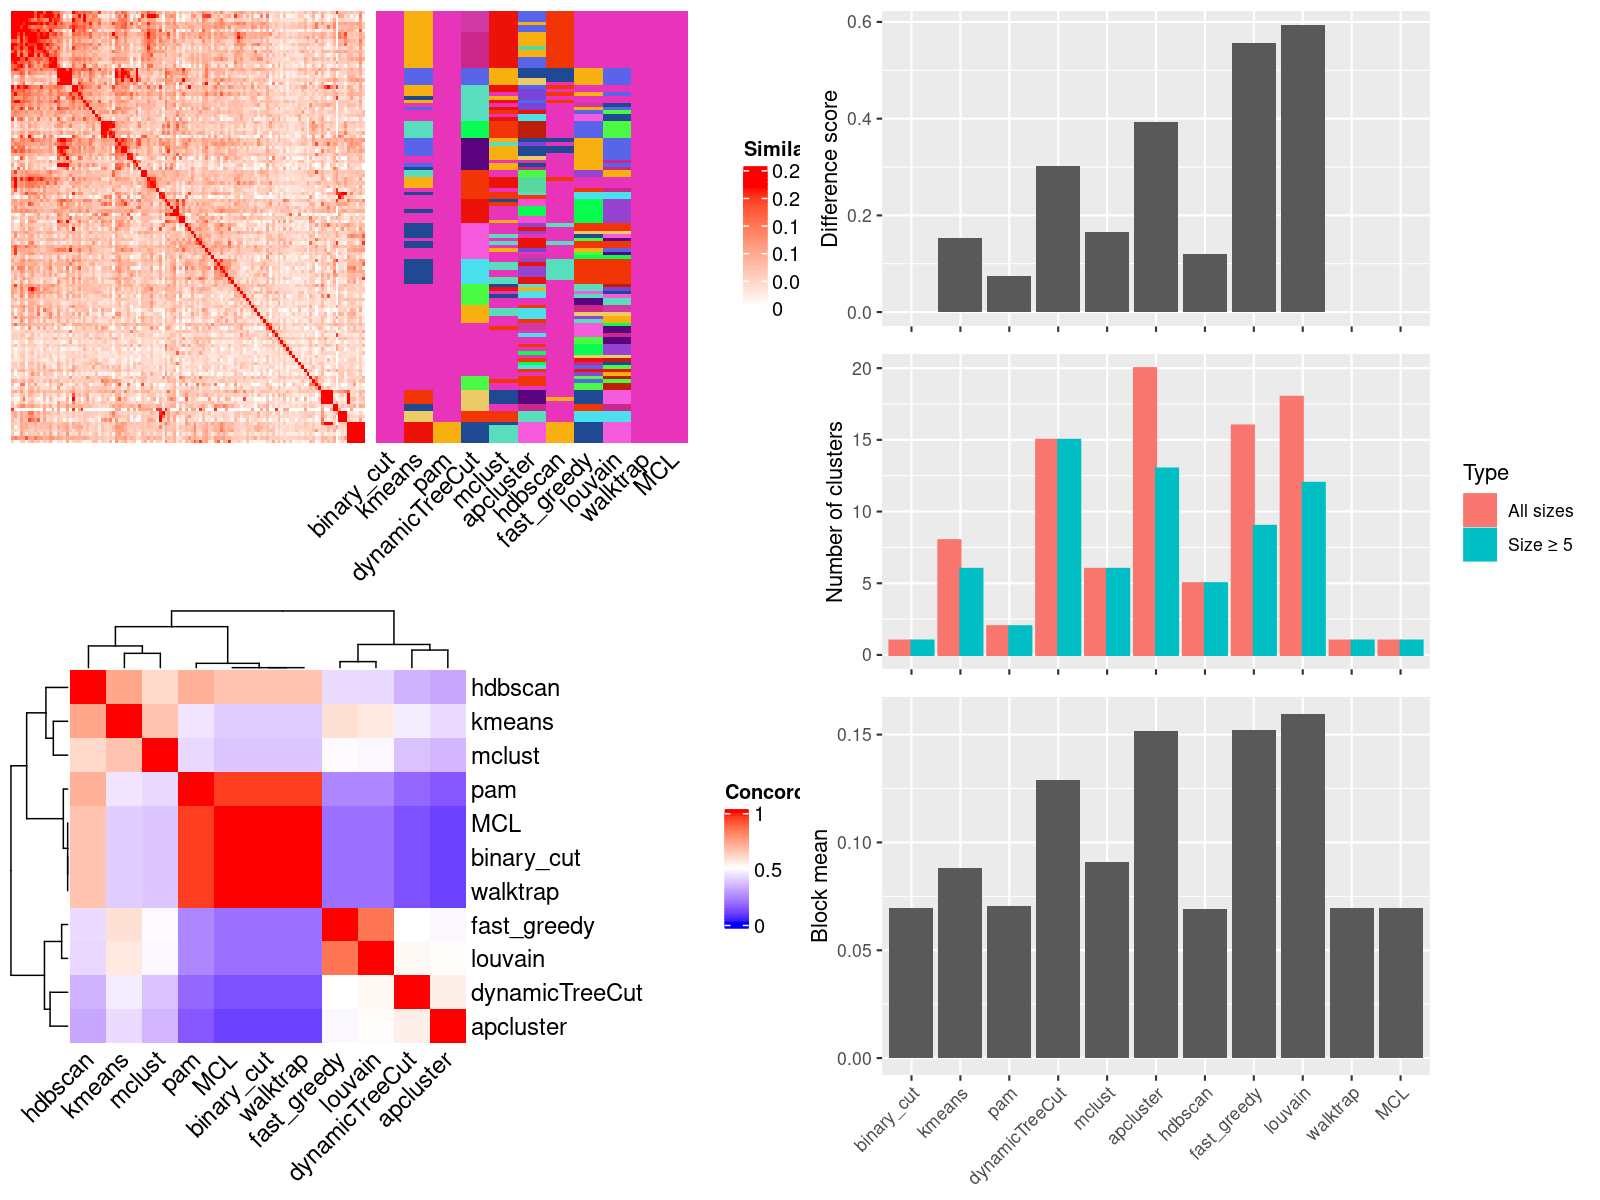 Simila
0.2
0.2
0.1
0.1
0.0
0
binary_cut
kmeans
pam
dynamicTreeCut
mclust
apcluster
hdbscan
fast_greedy
louvain
walktrap
MCL
hdbscan
kmeans
mclust
pam
MCL
binary_cut
walktrap
fast_greedy
louvain
dynamicTreeCut
apcluster
Concord
1
0.5
0
hdbscan
kmeans
mclust
pam
MCL
binary_cut
walktrap
fast_greedy
louvain
dynamicTreeCut
apcluster
Difference score
0.6
0.4
0.2
0.0
Number of clusters
20
15
10
5
0
Type
All sizes
Size ≥ 5
Block mean
0.15
0.10
0.05
0.00
binary_cut
kmeans
pam
dynamicTreeCut
mclust
apcluster
hdbscan
fast_greedy
louvain
walktrap
MCL